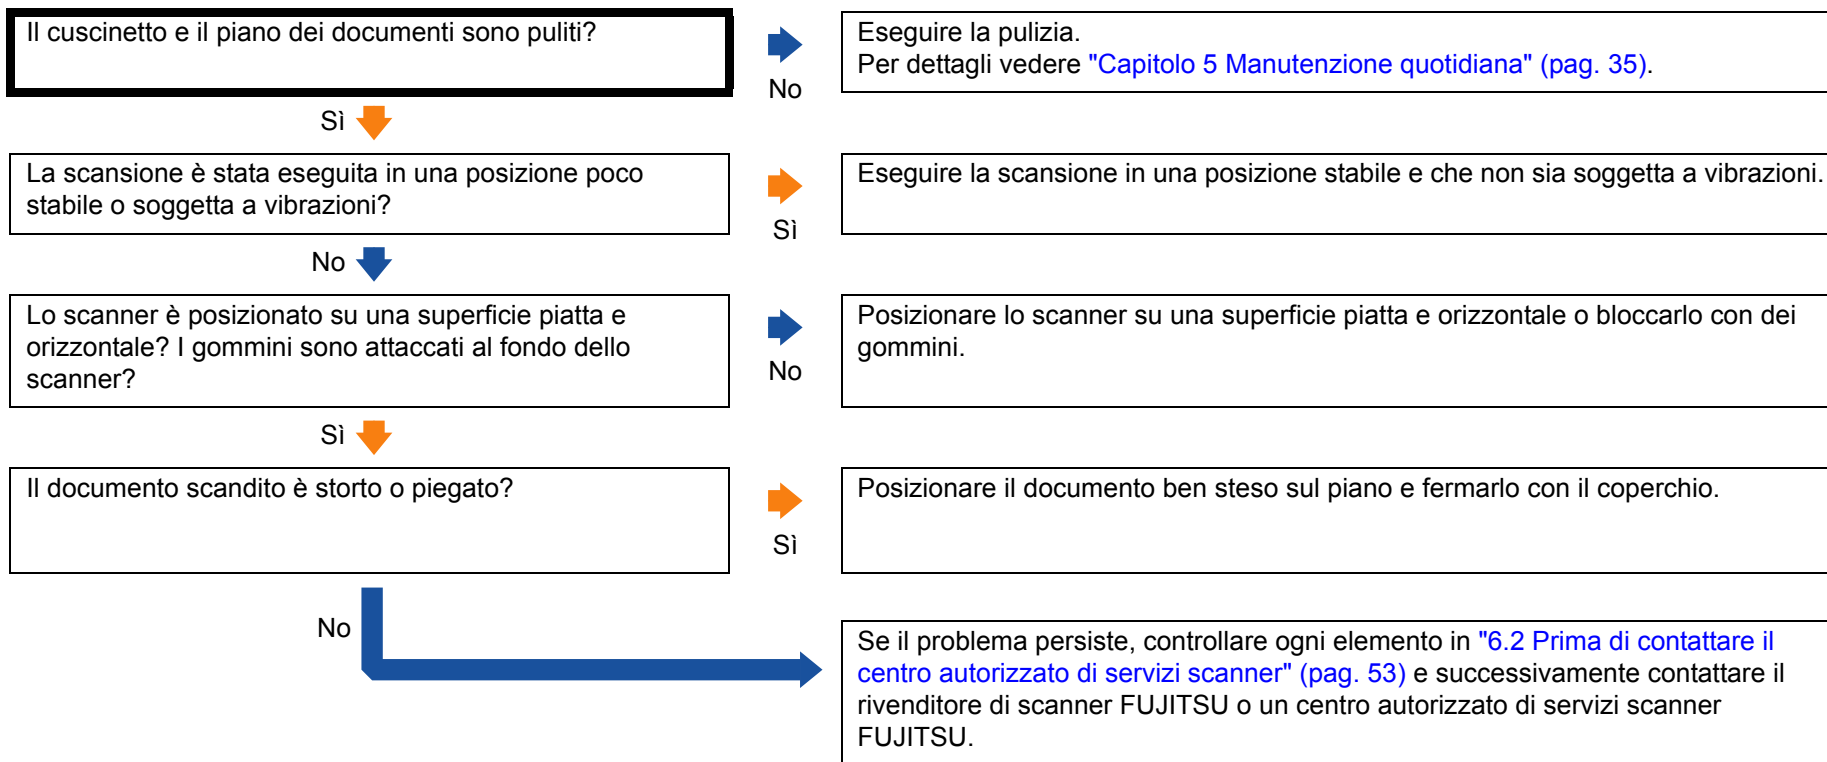 Il cuscinetto e il piano dei documenti sono puliti?
No
Eseguire la pulizia.
Per dettagli vedere "Capitolo 5 Manutenzione quotidiana" (pag. 35).
Sì
La scansione è stata eseguita in una posizione poco
stabile o soggetta a vibrazioni?
Sì
Eseguire la scansione in una posizione stabile e che non sia soggetta a vibrazioni.
No
Lo scanner è posizionato su una superficie piatta e
orizzontale? I gommini sono attaccati al fondo dello
scanner?
No
Posizionare lo scanner su una superficie piatta e orizzontale o bloccarlo con dei
gommini.
Sì
Il documento scandito è storto o piegato?
Sì
Posizionare il documento ben steso sul piano e fermarlo con il coperchio.
No
Se il problema persiste, controllare ogni elemento in "6.2 Prima di contattare il
centro autorizzato di servizi scanner" (pag. 53) e successivamente contattare il
rivenditore di scanner FUJITSU o un centro autorizzato di servizi scanner
FUJITSU.